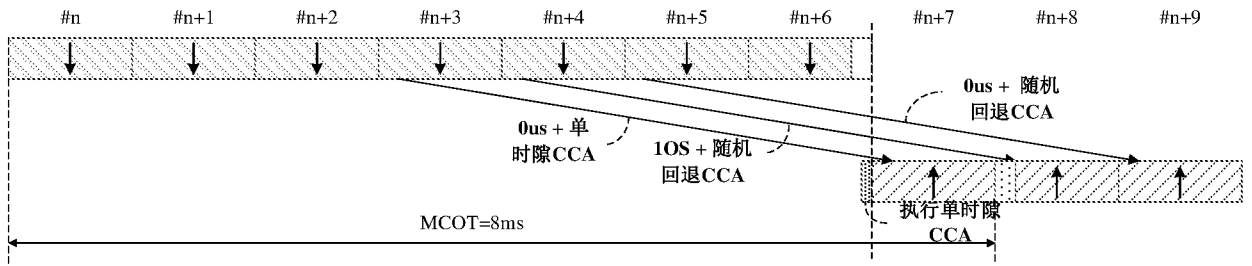 #n #n+1 #n+2 #n+3 #n+4 #n+5 #n+6 #n+7 #n+8 #n+9
0us + 随机
回退CCA
0us + 单
时隙CCA
1OS + 随机
回退CCA
执行单时隙
CCA
MCOT=8ms